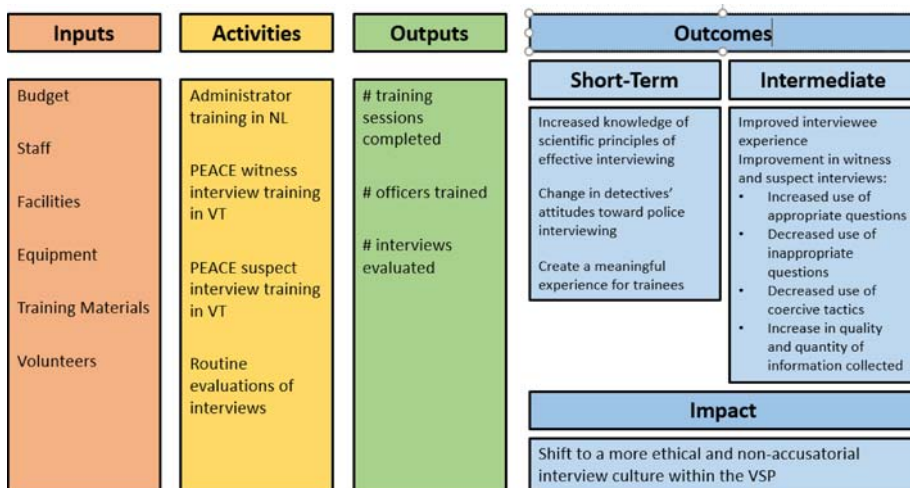 Inputs
Budget
Staff
Facilities
Equipment
Training Materials
Volunteers
Activities
Administrator
training in NL
PEACE witness
interview training
in VT
PEACE suspect
interview training
in VT
Routine
evaluations of
interviews
Outputs
# training
sessions
completed
# officers trained
# interviews
evaluated
Outcomes
Short-Term
Increased knowledge of
scientific principles of
effective interviewing
Change in detectives'
attitudes toward police
interviewing
Create a meaningful
experience for trainees
Intermediate
Improved interviewee
experience
Improvement in witness
and suspect interviews:
• Increased use of
appropriate questions
• Decreased use of
inappropriate
questions
• Decreased use of
coercive tactics
• Increase in quality
and quantity of
information collected
Impact
Shift to a more ethical and non-accusatorial
interview culture within the VSP